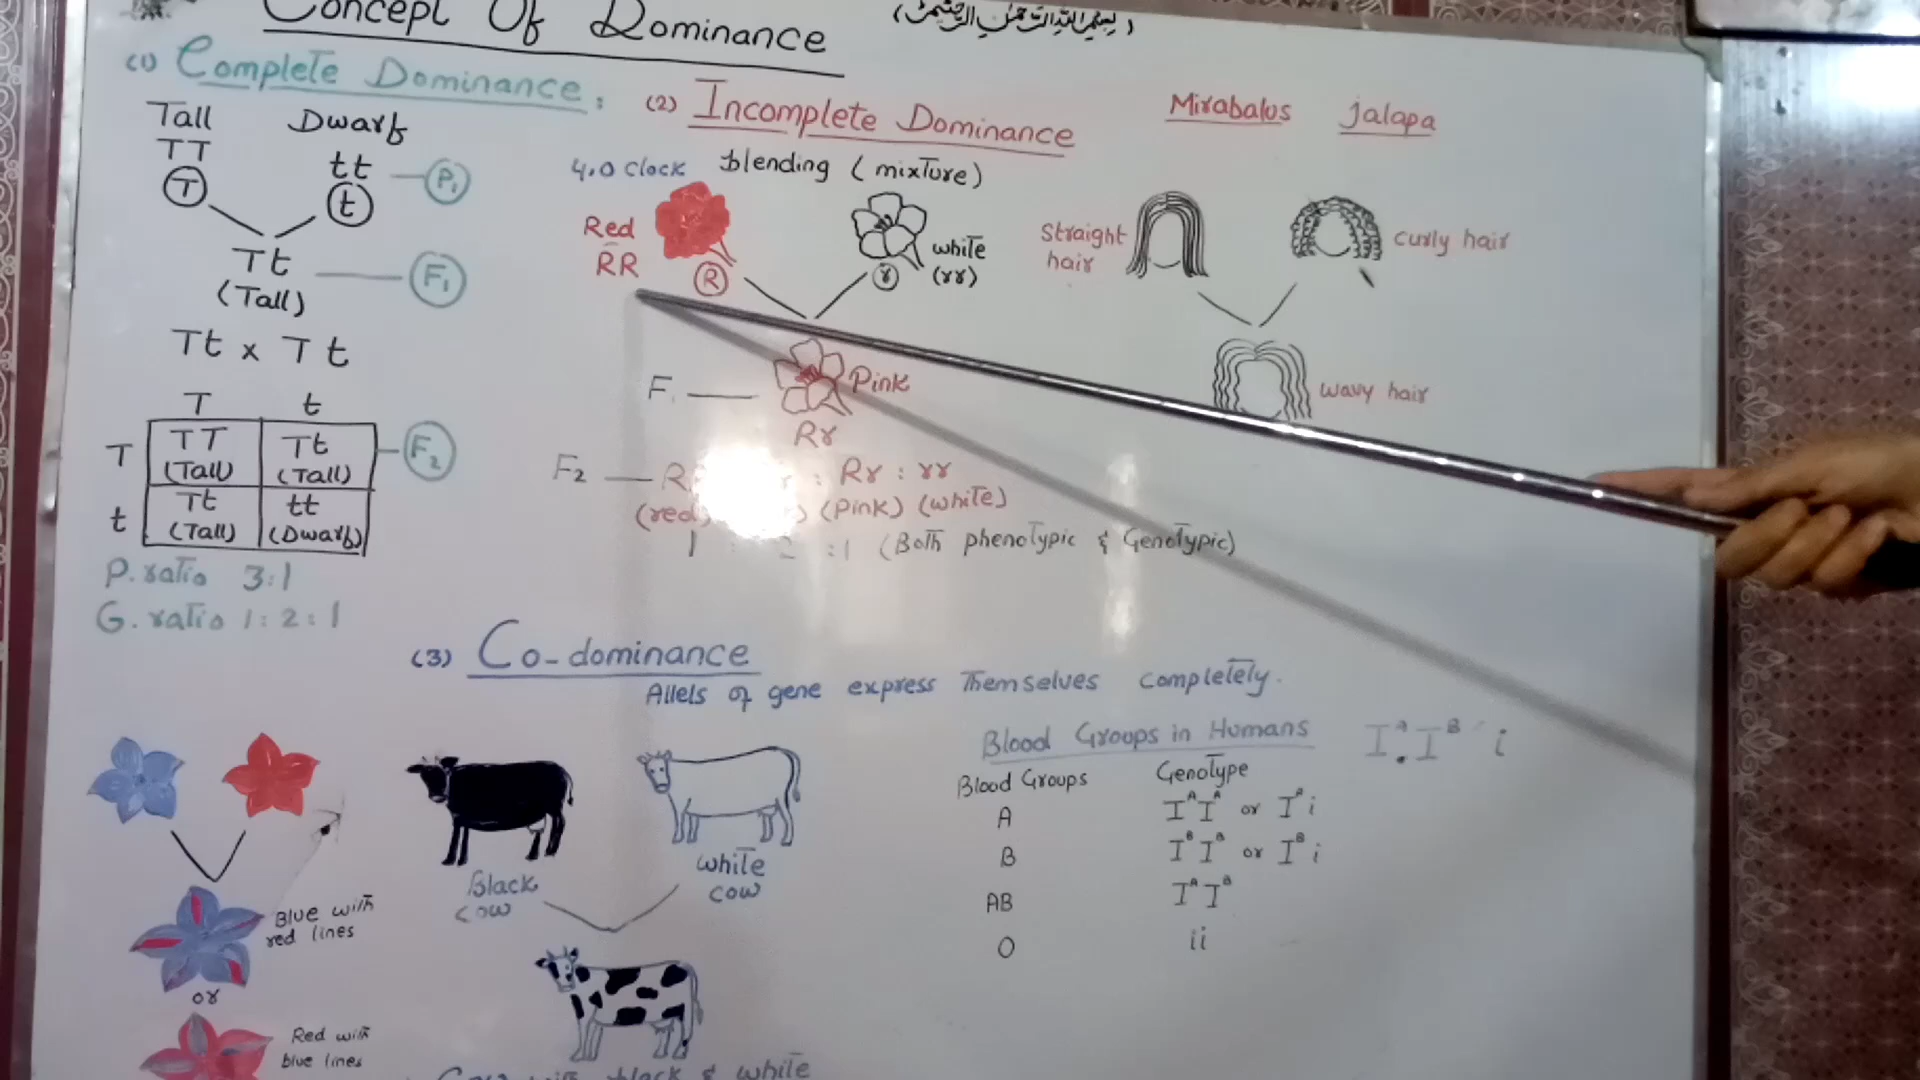 Concept Of Dominance
(1) Complete Dominance:
Tall Dwarf
TT tt P1
T t
Tt F1
(Tall)
Tt x Tt
T t
T TT Tt F2
(Tall) (Tall)
t Tt tt
(Tall) (Dwarf)
P. ratio 3:1
G. ratio 1:2:1
(2) Incomplete Dominance
Mirabalus Jalapa
4,0 Clock blending (mixture)
Red
RR R
r white
(rr)
F1 Pink
Rr
F2 : Rr : rr
(red) (Pink) (white)
1 2 :1 (Both phenotypic & Genotypic)
Straight
hair
Curly hair
wavy hair
(3) Co-dominance
Allels of gene express Themselves completely.
Blue with
red lines
or
Red with
blue lines
Black
Cow
white
cow
black & white
Blood Groups in Humans I^A I^B i
Blood Groups Genotype
A I^A I^A or I^A i
B I^B I^B or I^B i
AB I^A I^B
O ii